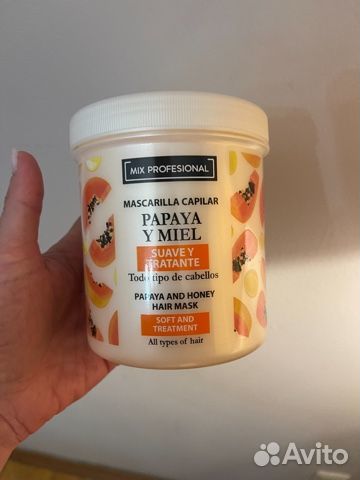 MIX PROFESIONAL
MASCARILLA CAPILAR
PAPAYA
Y MIEL
SUAVE Y
TRATANTE
Todo tipo de cabellos
PAPAYA AND HONEY
HAIR MASK
SOFT AND
TREATMENT
All types of hair
Avito